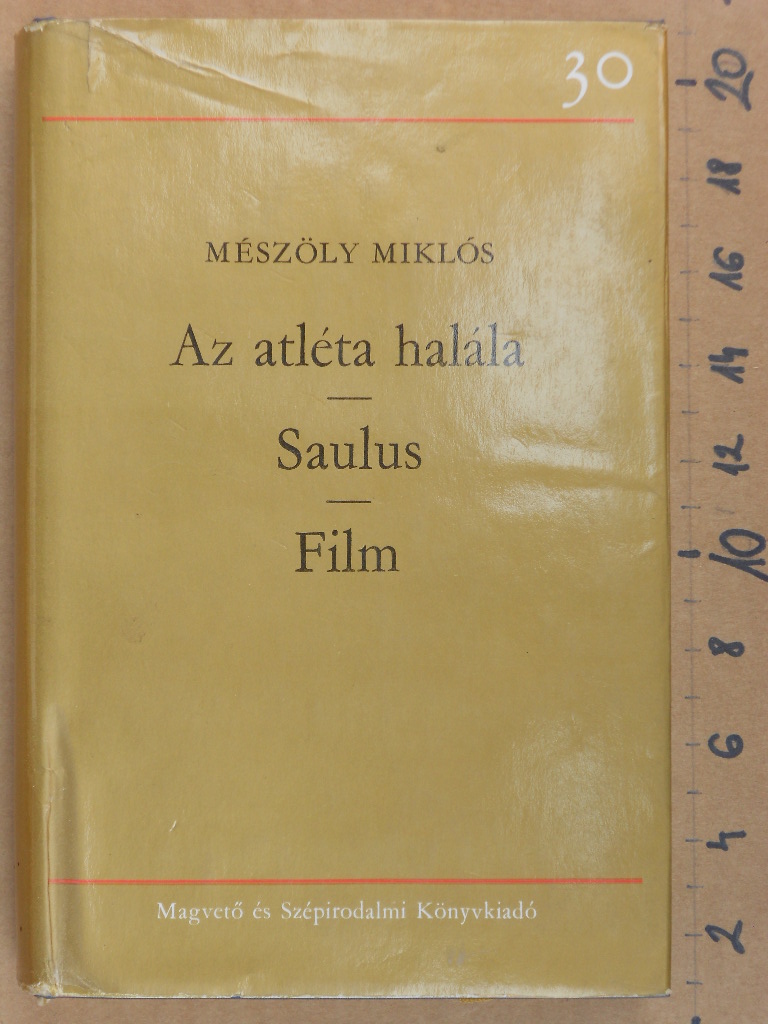 30
MÉSZÖLY MIKLÓS
Az atléta halála
Saulus
Film
Magvető és Szépirodalmi Könyvkiadó
20
18
16
14
12
10
8
6
4
2